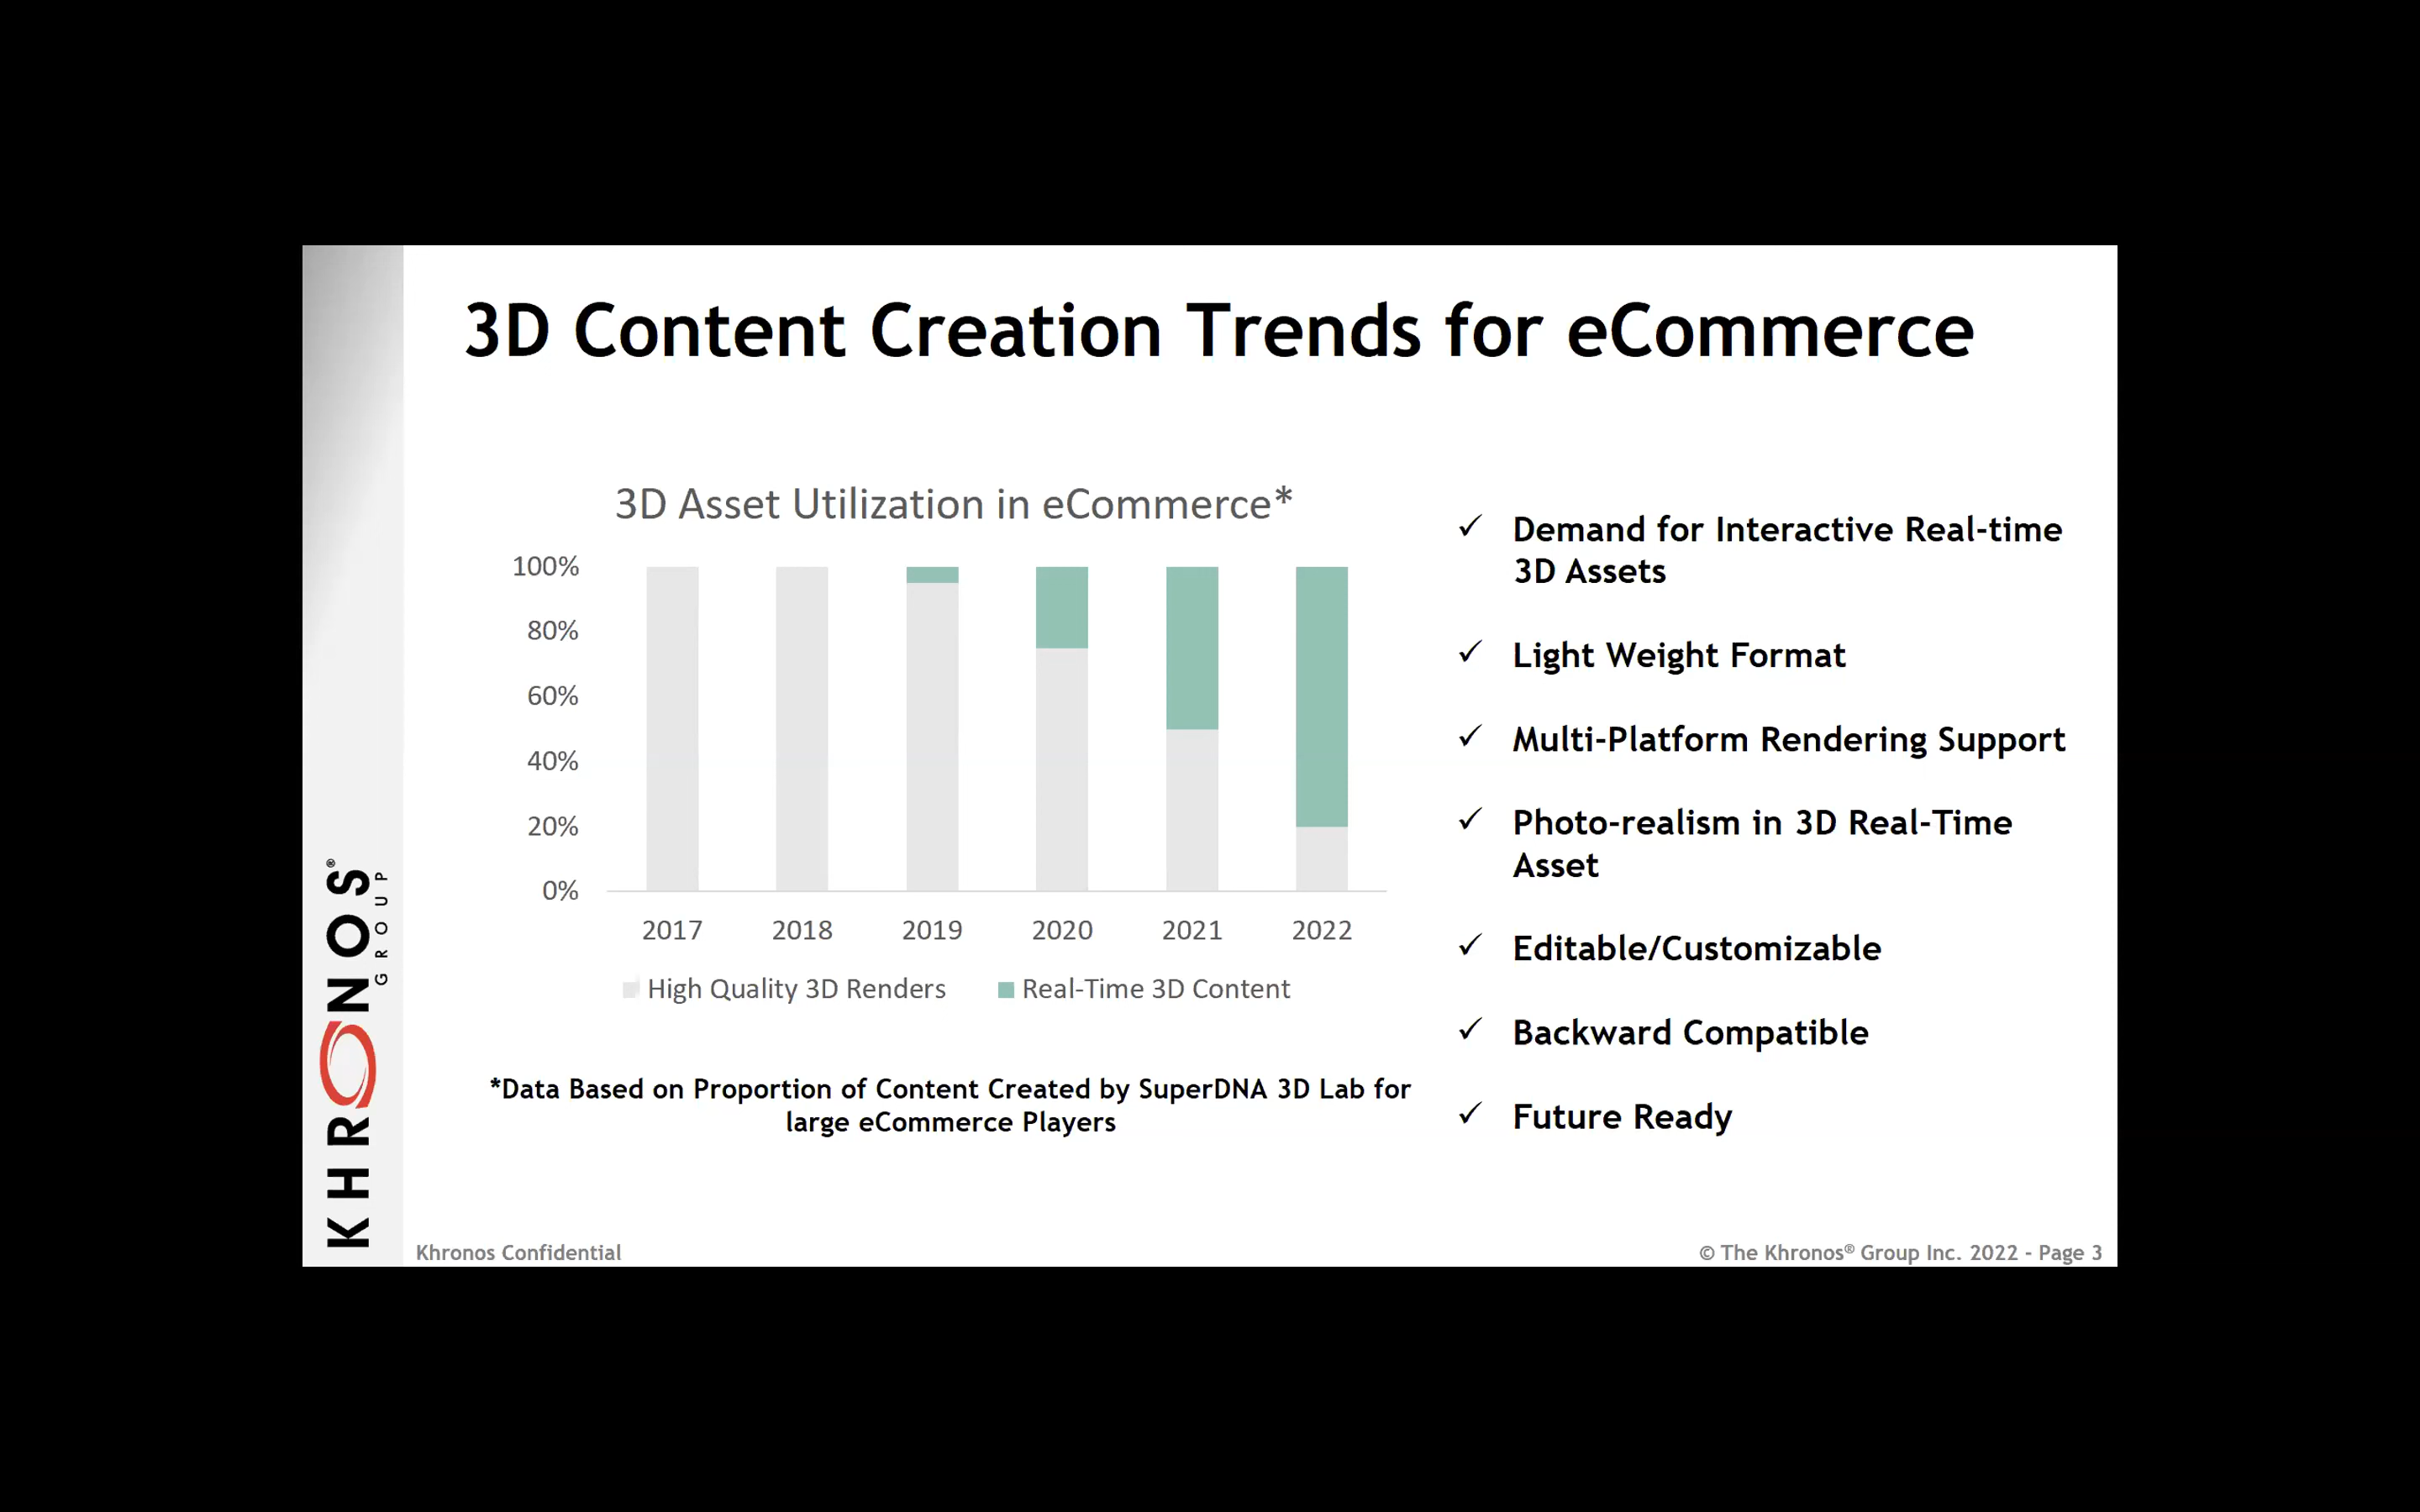 3D Content Creation Trends for eCommerce
3D Asset Utilization in eCommerce*
100%
80%
60%
40%
20%
0%
2017 2018 2019 2020 2021 2022
High Quality 3D Renders Real-Time 3D Content
*Data Based on Proportion of Content Created by SuperDNA 3D Lab for
large eCommerce Players
✓ Demand for Interactive Real-time
3D Assets
✓ Light Weight Format
✓ Multi-Platform Rendering Support
✓ Photo-realism in 3D Real-Time
Asset
✓ Editable/Customizable
✓ Backward Compatible
✓ Future Ready
KHRONOS®
GROUP
Khronos Confidential
© The Khronos® Group Inc. 2022 - Page 3